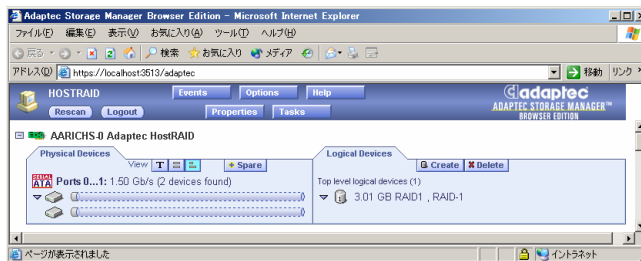 Adaptec Storage Manager Browser Edition - Microsoft Internet Explorer
ファイル(F) 編集(E) 表示(V) お気に入り(A) ツール(T) ヘルプ(H)
戻る 検索 お気に入り メディア
アドレス(D) https://localhost:3513/adaptec 移動 リンク
HOSTRAID Events Options Help adaptec
Rescan Logout Properties Tasks ADAPTEC STORAGE MANAGER™
BROWSER EDITION
AARICHS-0 Adaptec HostRAID
Physical Devices Logical Devices
View T Spare Create Delete
SERIAL ATA Ports 0...1: 1.50 Gb/s (2 devices found) Top level logical devices (1)
3.01 GB RAID1 , RAID-1
ページが表示されました イントラネット